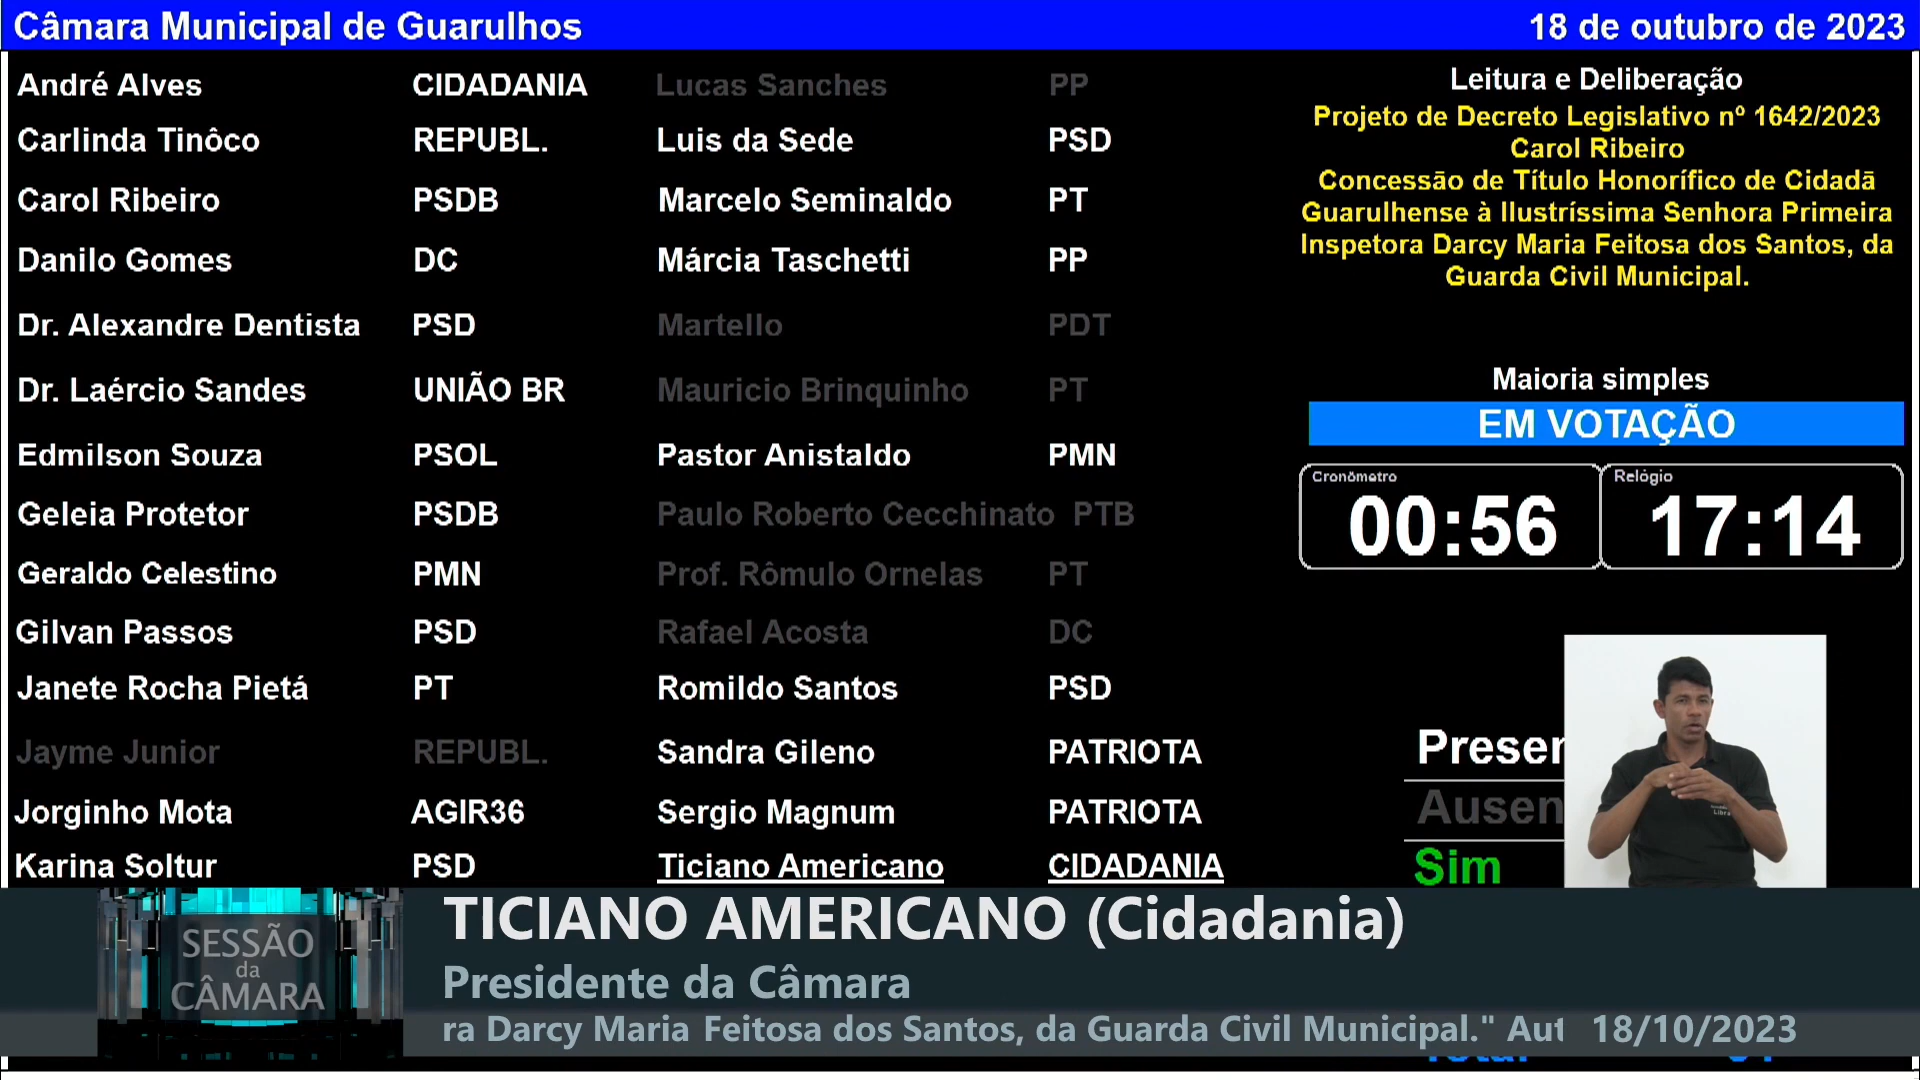 Câmara Municipal de Guarulhos 18 de outubro de 2023
André Alves CIDADANIA Lucas Sanches PP
Carlinda Tinôco REPUBL. Luis da Sede PSD
Carol Ribeiro PSDB Marcelo Seminaldo PT
Danilo Gomes DC Márcia Taschetti PP
Dr. Alexandre Dentista PSD Martello PDT
Dr. Laércio Sandes UNIÃO BR Mauricio Brinquinho PT
Edmilson Souza PSOL Pastor Anistaldo PMN
Geleia Protetor PSDB Paulo Roberto Cecchinato PTB
Geraldo Celestino PMN Prof. Rômulo Ornelas PT
Gilvan Passos PSD Rafael Acosta DC
Janete Rocha Pietá PT Romildo Santos PSD
Jayme Junior REPUBL. Sandra Gileno PATRIOTA
Jorginho Mota AGIR36 Sergio Magnum PATRIOTA
Karina Soltur PSD Ticiano Americano CIDADANIA
Leitura e Deliberação
Projeto de Decreto Legislativo nº 1642/2023
Carol Ribeiro
Concessão de Título Honorífico de Cidadã
Guarulhense à Ilustríssima Senhora Primeira
Inspetora Darcy Maria Feitosa dos Santos, da
Guarda Civil Municipal.
Maioria simples
EM VOTAÇÃO
Cronômetro Relógio
00:56 17:14
Presen
Ausen
Sim
SESSÃO
da
CÂMARA
TICIANO AMERICANO (Cidadania)
Presidente da Câmara
ra Darcy Maria Feitosa dos Santos, da Guarda Civil Municipal." Aut 18/10/2023